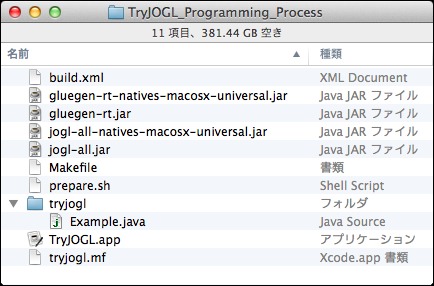 TryJOGL_Programming_Process
11 項目、381.44 GB 空き
名前 種類
build.xml XML Document
gluegen-rt-natives-macosx-universal.jar Java JAR ファイル
gluegen-rt.jar Java JAR ファイル
jogl-all-natives-macosx-universal.jar Java JAR ファイル
jogl-all.jar Java JAR ファイル
Makefile 書類
prepare.sh Shell Script
tryjogl フォルダ
Example.java Java Source
TryJOGL.app アプリケーション
tryjogl.mf Xcode.app 書類